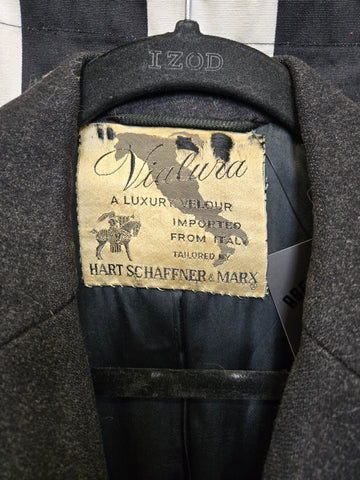 IZOD
Vialura
A LUXURY VELOUR
IMPORTED
FROM ITALY
TAILORED BY
HART SCHAFFNER & MARX